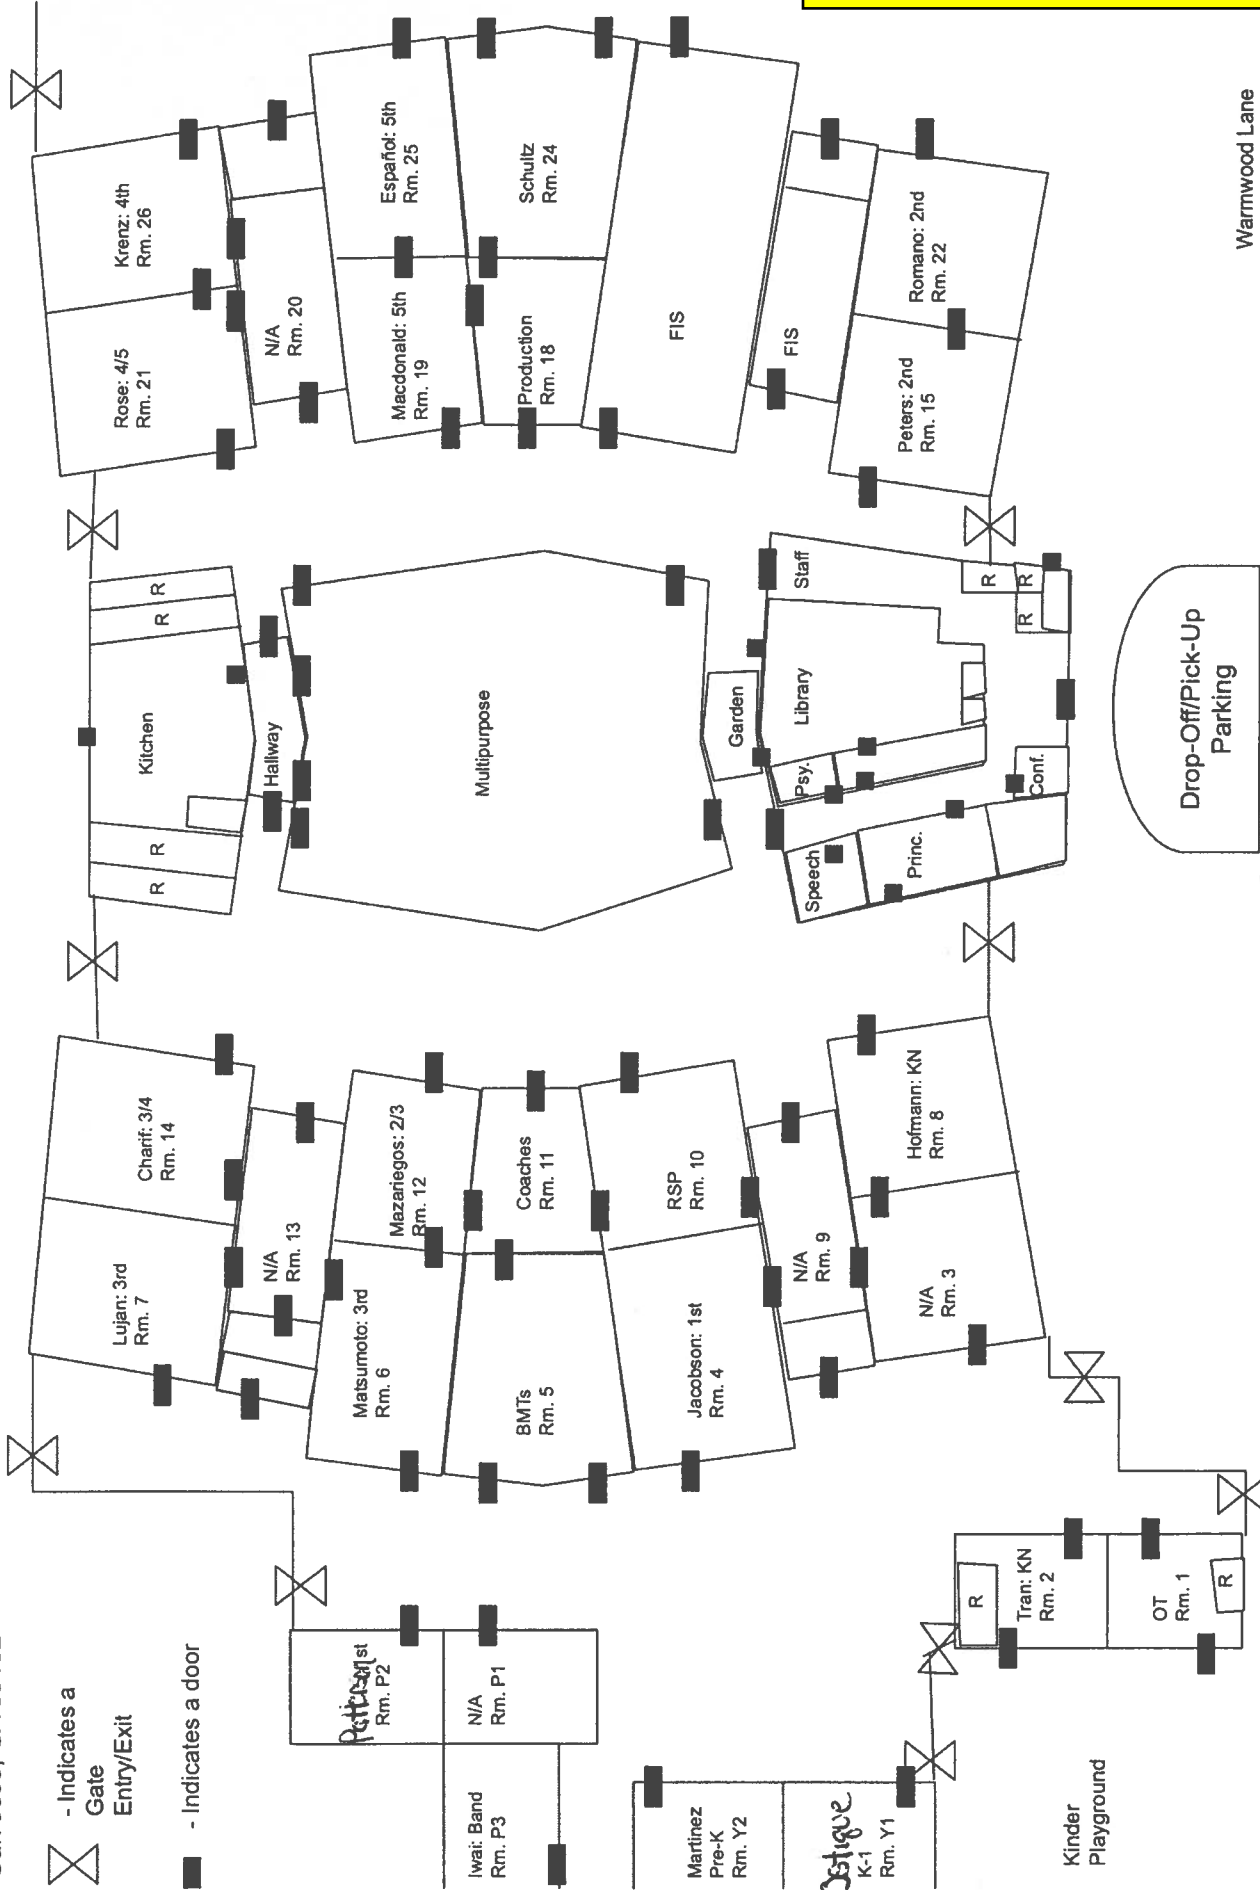 - Indicates a
Gate
Entry/Exit
- Indicates a door
Krenz: 4th
Rm. 26
Rose: 4/5
Rm. 21
N/A
Rm. 20
Español: 5th
Rm. 25
Macdonald: 5th
Rm. 19
Schultz
Rm. 24
Production
Rm. 18
FIS
FIS
Romano: 2nd
Rm. 22
Peters: 2nd
Rm. 15
Warmwood Lane
R
R
Kitchen
R
R
Hallway
Multipurpose
Garden
Staff
Library
Psy.
Speech
Princ.
Conf.
R
R
R
Drop-Off/Pick-Up
Parking
Charif: 3/4
Rm. 14
Lujan: 3rd
Rm. 7
N/A
Rm. 13
Mazariegos: 2/3
Rm. 12
Matsumoto: 3rd
Rm. 6
Coaches
Rm. 11
BMTs
Rm. 5
RSP
Rm. 10
Jacobson: 1st
Rm. 4
N/A
Rm. 9
Hofmann: KN
Rm. 8
N/A
Rm. 3
R
Tran: KN
Rm. 2
OT
Rm. 1
R
1st
Rm. P2
N/A
Rm. P1
Iwai: Band
Rm. P3
Martinez
Pre-K
Rm. Y2
K-1
Rm. Y1
Kinder
Playground